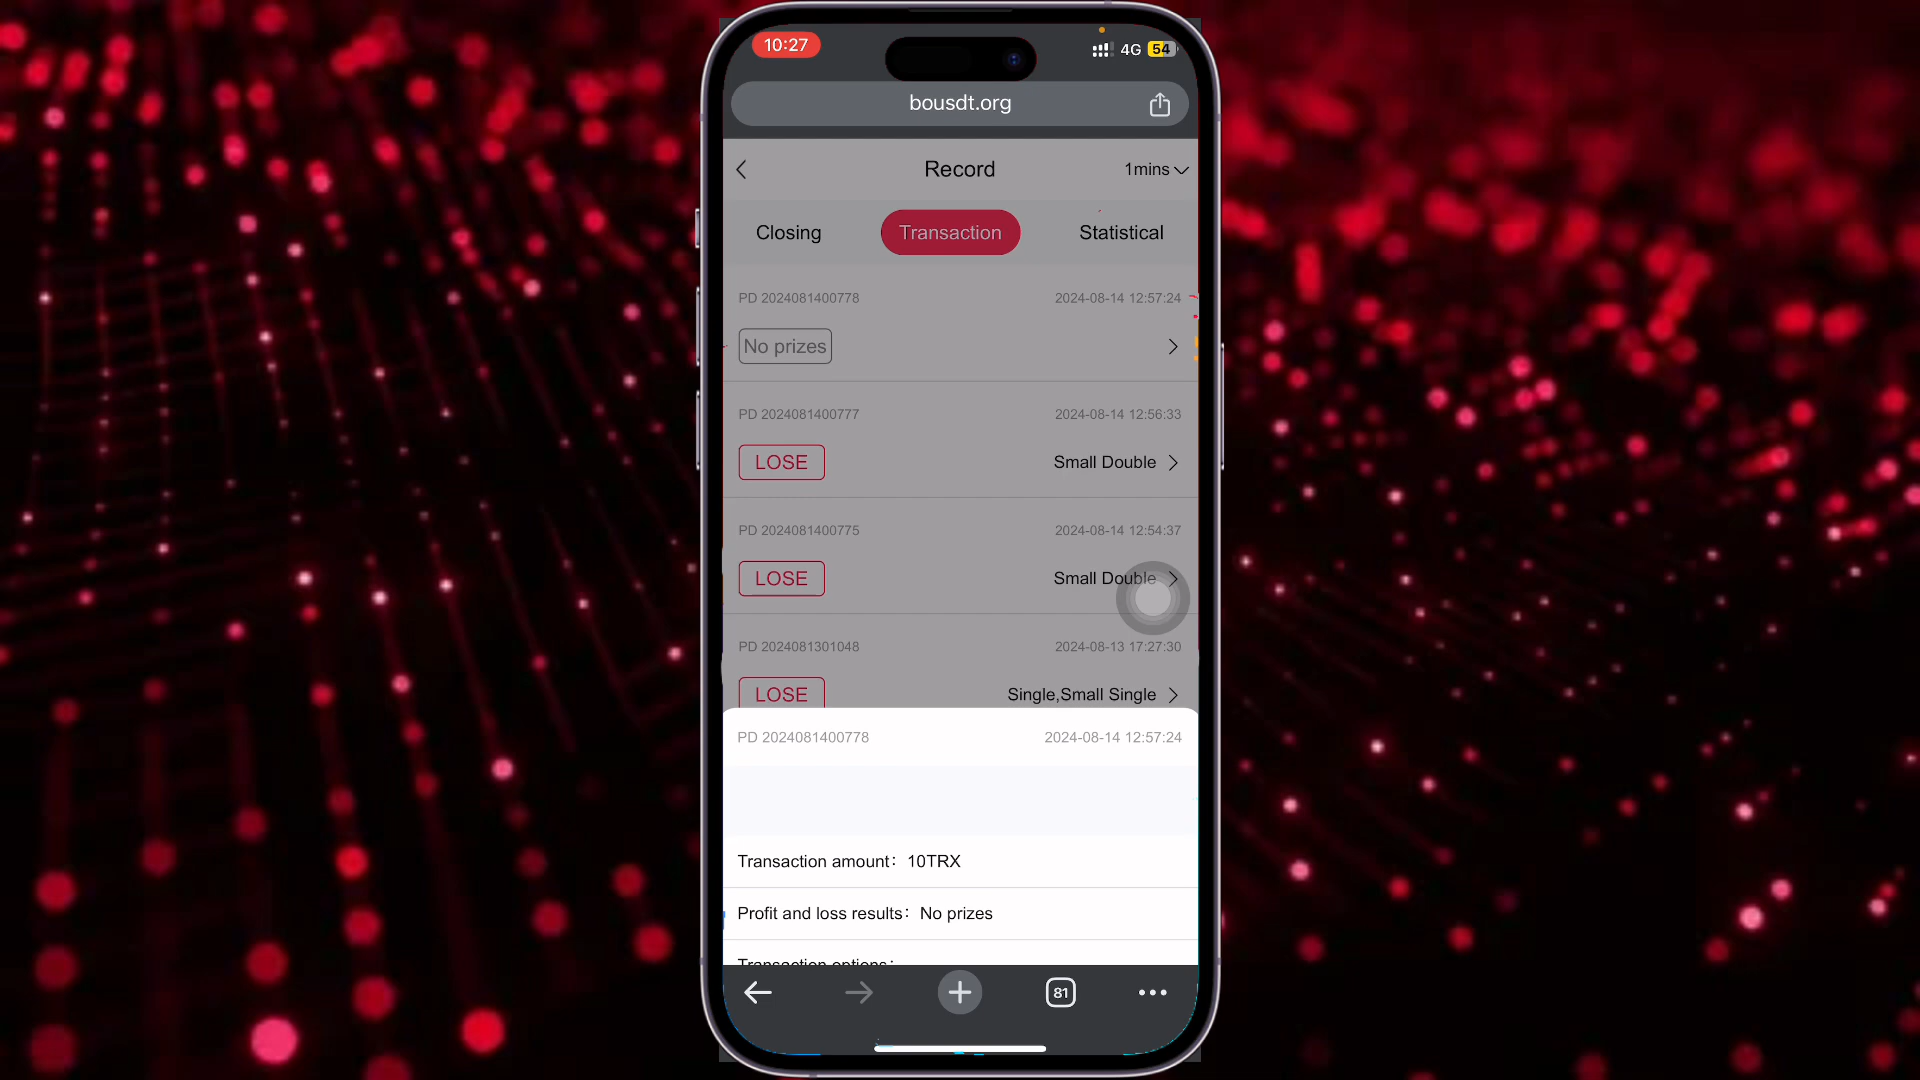 10:27
4G 54
bousdt.org
Record
1mins
Closing
Transaction
Statistical
PD 2024081400778
2024-08-14 12:57:24
No prizes
PD 2024081400777
2024-08-14 12:56:33
LOSE
Small Double
PD 2024081400775
2024-08-14 12:54:37
LOSE
Small Double
PD 2024081301048
2024-08-13 17:27:30
LOSE
Single,Small Single
PD 2024081400778
2024-08-14 12:57:24
Transaction amount: 10TRX
Profit and loss results: No prizes
Transaction options:
81